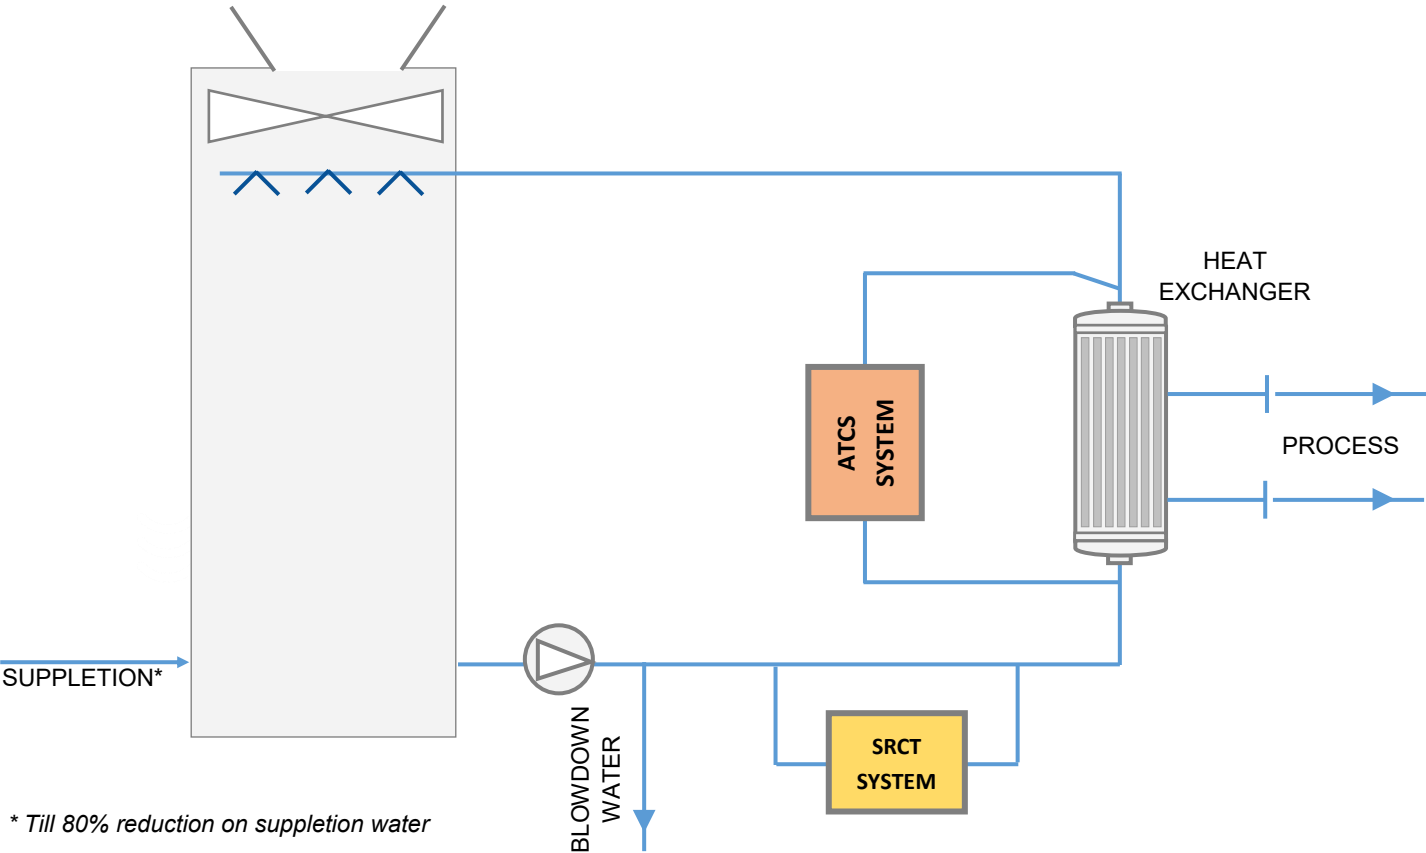 HEAT
EXCHANGER
ATCS
SYSTEM
PROCESS
SUPPLETION*
BLOWDOWN
WATER
SRCT
SYSTEM
* Till 80% reduction on suppletion water